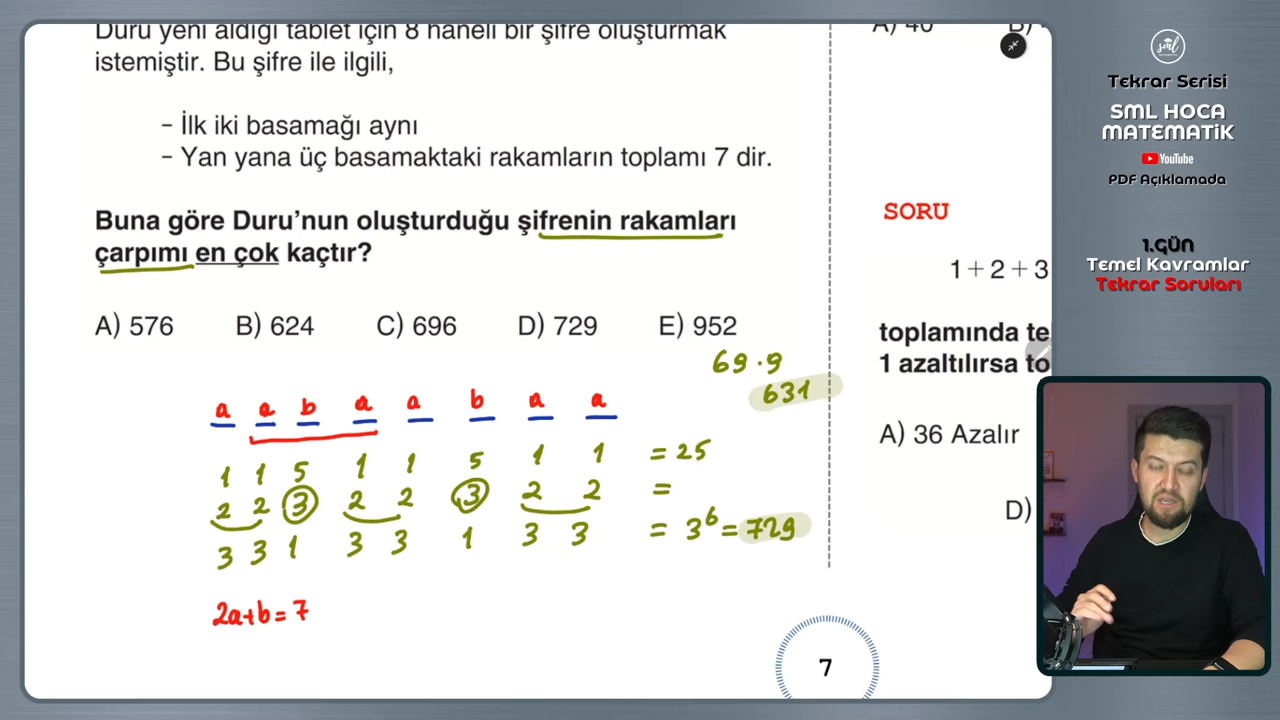 Duru yeni aldığı tablet için 8 haneli bir şifre oluşturmak
istemiştir. Bu şifre ile ilgili,
- İlk iki basamağı aynı
- Yan yana üç basamaktaki rakamların toplamı 7 dir.
Buna göre Duru'nun oluşturduğu şifrenin rakamları
çarpımı en çok kaçtır?
A) 576 B) 624 C) 696 D) 729 E) 952
69 · 9
631
a a b a a b a a
1 1 5 1 1 5 1 1 = 25
2 2 3 2 2 3 2 2 =
3 3 1 3 3 1 3 3 = 3⁶ = 729
2a+b=7
7
A) 40 B)
SORU
1+2+3
toplamında te
1 azaltılırsa to
A) 36 Azalır
D)
sml
Tekrar Serisi
SML HOCA
MATEMATİK
YouTube
PDF Açıklamada
1.GÜN
Temel Kavramlar
Tekrar Soruları